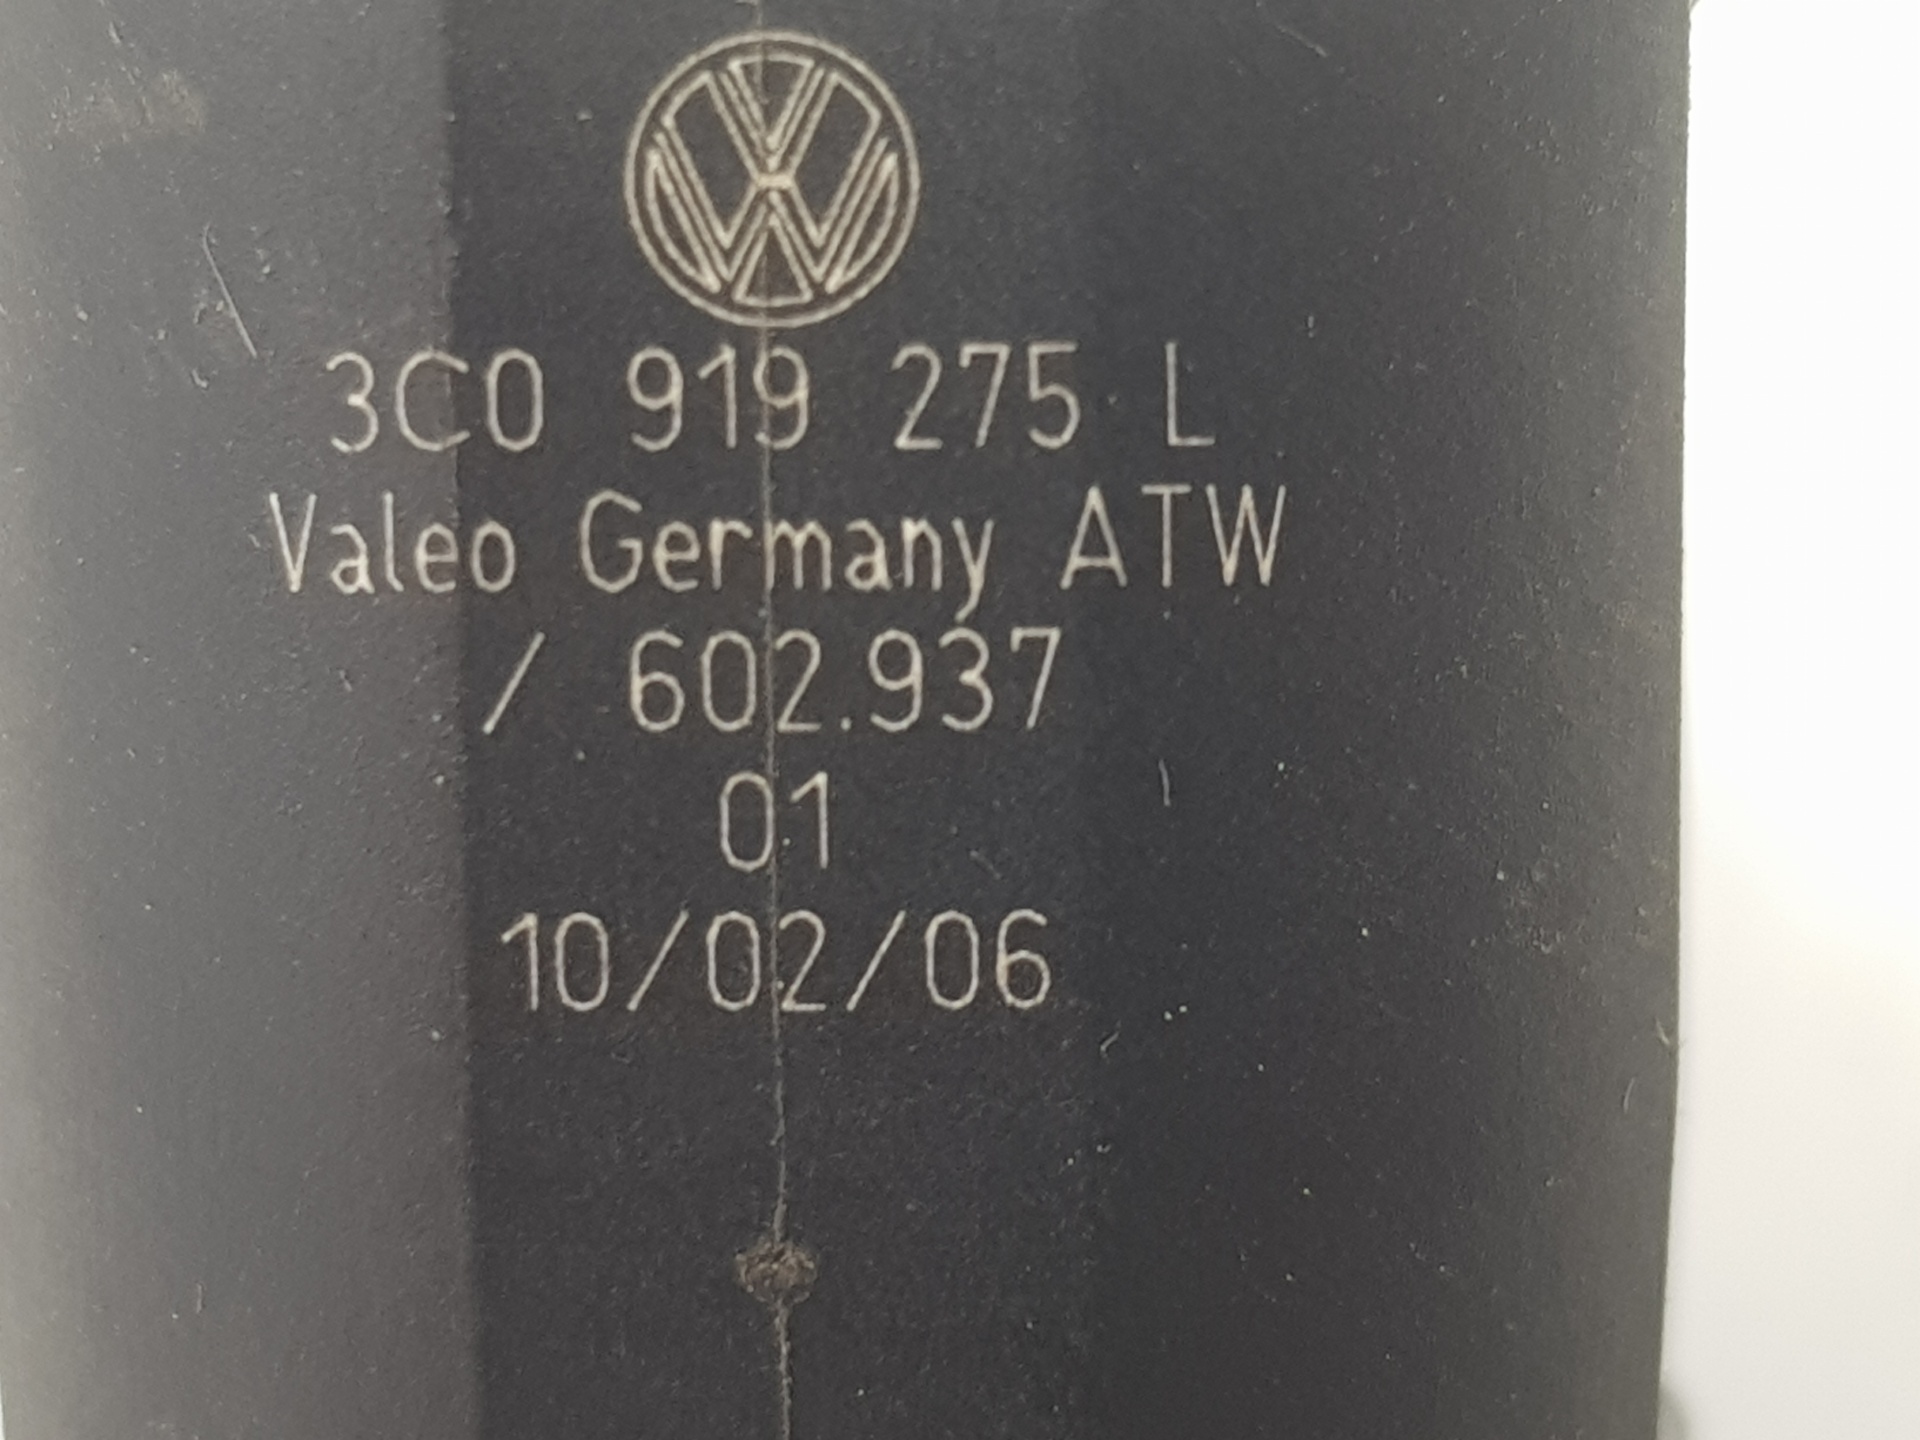 3C0 919 275 L
Valeo Germany ATW
/ 602.937
01
10/02/06